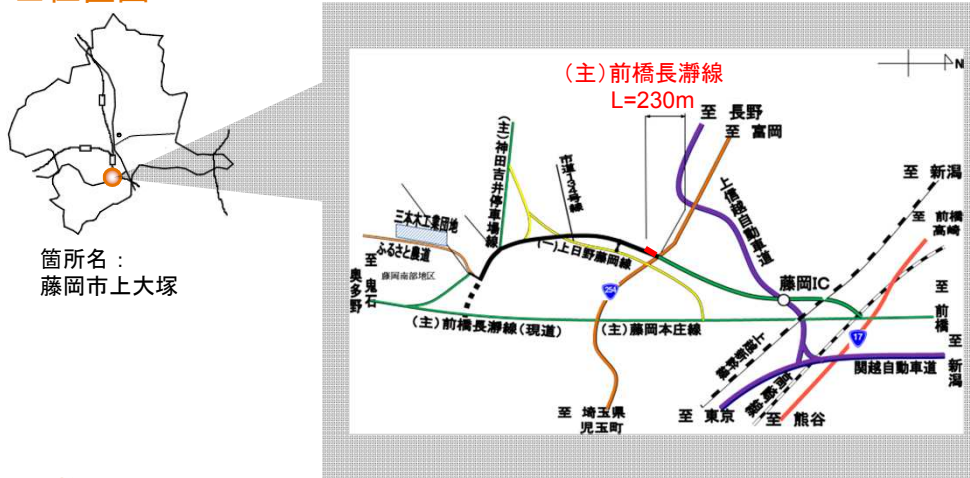 箇所名：
藤岡市上大塚
(主)前橋長瀞線
L=230m
N
至 長野
至 富岡
至 新潟
至 前橋
高崎
(主)神田吉井停車場線
市道134号線
上信越自動車道
三本木工業団地
ふるさと農道
藤岡南部地区
(一)上日野藤岡線
至 鬼石
奥多野
254
藤岡IC
(主)前橋長瀞線(現道)
(主)藤岡本庄線
至 前橋
17
上越新幹線
高崎線
関越自動車道
至 新潟
至 埼玉県
児玉町
至 東京
至 熊谷